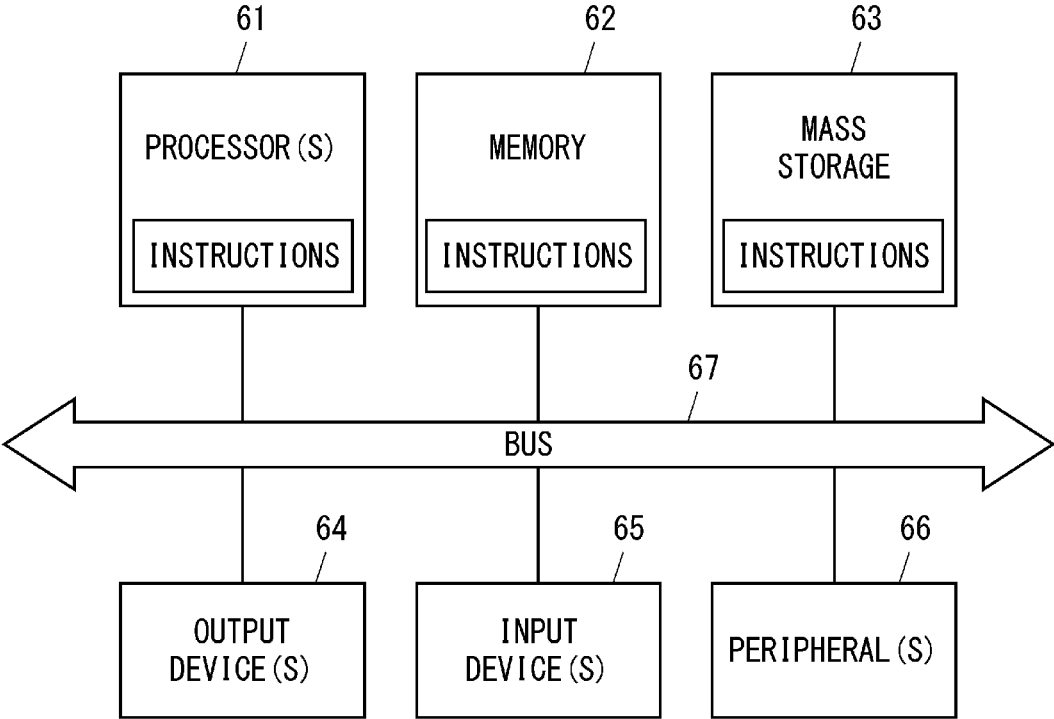 61
62
63
PROCESSOR(S)
MEMORY
MASS
STORAGE
INSTRUCTIONS
INSTRUCTIONS
INSTRUCTIONS
67
BUS
64
65
66
OUTPUT
DEVICE(S)
INPUT
DEVICE(S)
PERIPHERAL(S)